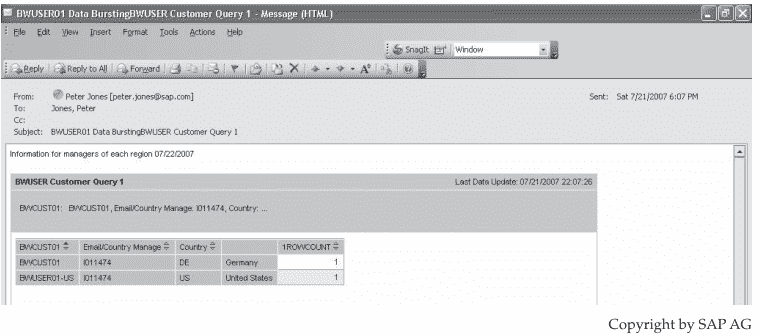 BWUSER01 Data BurstingBWUSER Customer Query 1 - Message (HTML)
File Edit View Insert Format Tools Actions Help
SnagIt Window
Reply Reply to All Forward
From: Peter Jones [peter.jones@sap.com] Sent: Sat 7/21/2007 6:07 PM
To: Jones, Peter
Cc:
Subject: BWUSER01 Data BurstingBWUSER Customer Query 1
Information for managers of each region 07/22/2007
BWUSER Customer Query 1 Last Data Update: 07/21/2007 22:07:26
BWCUST01: BWCUST01, Email/Country Manage: I011474, Country: ...
BWCUST01 Email/Country Manage Country 1ROWCOUNT
BWCUST01 I011474 DE Germany 1
BWUSER01-US I011474 US United States 1
Copyright by SAP AG